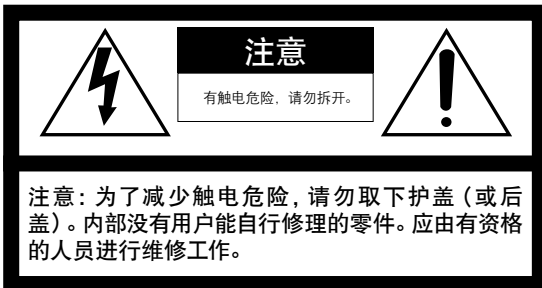 注意
有触电危险，请勿拆开。
注意：为了减少触电危险，请勿取下护盖（或后
盖）。内部没有用户能自行修理的零件。应由有资格
的人员进行维修工作。